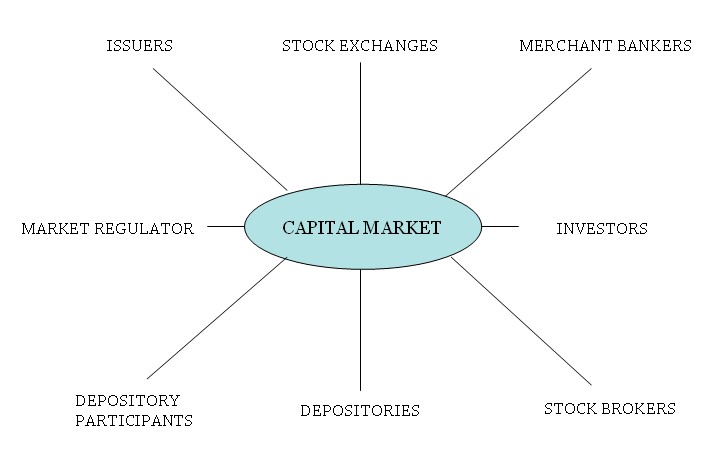 ISSUERS
STOCK EXCHANGES
MERCHANT BANKERS
MARKET REGULATOR
CAPITAL MARKET
INVESTORS
DEPOSITORY
PARTICIPANTS
DEPOSITORIES
STOCK BROKERS